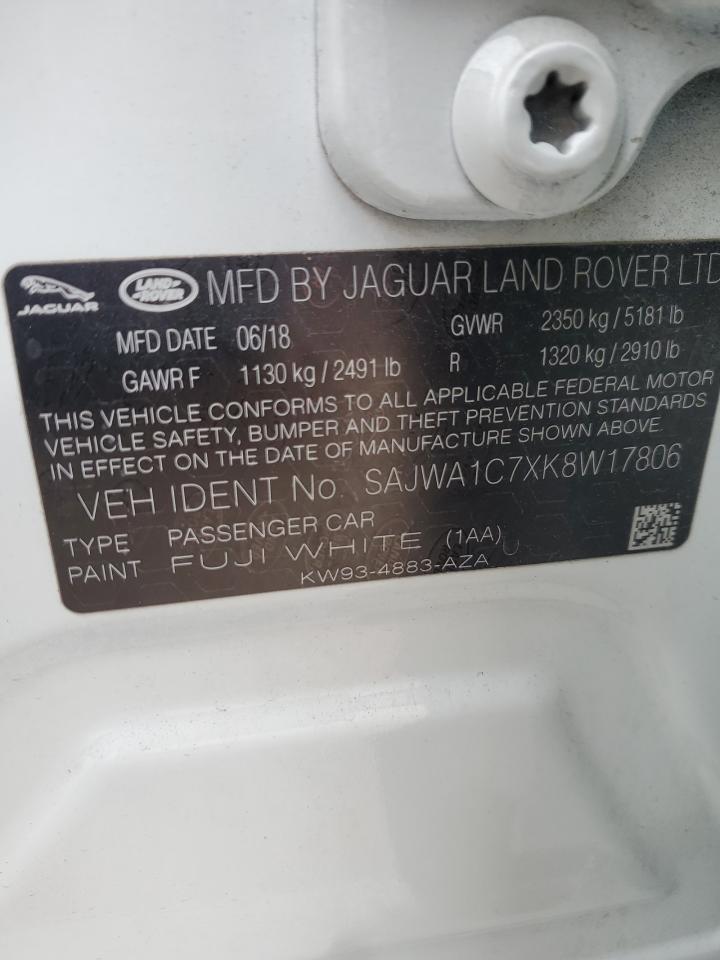 JAGUAR LAND ROVER MFD BY JAGUAR LAND ROVER LTD
MFD DATE 06/18 GVWR 2350 kg / 5181 lb
GAWR F 1130 kg / 2491 lb R 1320 kg / 2910 lb
THIS VEHICLE CONFORMS TO ALL APPLICABLE FEDERAL MOTOR
VEHICLE SAFETY, BUMPER AND THEFT PREVENTION STANDARDS
IN EFFECT ON THE DATE OF MANUFACTURE SHOWN ABOVE.
VEH IDENT No. SAJWA1C7XK8W17806
TYPE PASSENGER CAR
PAINT FUJI WHITE (1AA) U
KW93-4883-AZA